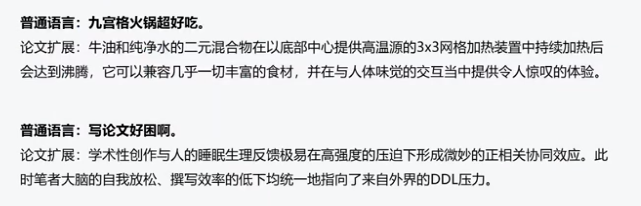 普通语言：九宫格火锅超好吃。
论文扩展：牛油和纯净水的二元混合物在以底部中心提供高温源的3x3网格加热装置中持续加热后
会达到沸腾，它可以兼容几乎一切丰富的食材，并在与人体味觉的交互当中提供令人惊叹的体验。
普通语言：写论文好困啊。
论文扩展：学术性创作与人的睡眠生理反馈极易在高强度的压迫下形成微妙的正相关协同效应。此
时笔者大脑的自我放松、撰写效率的低下均统一地指向了来自外界的DDL压力。